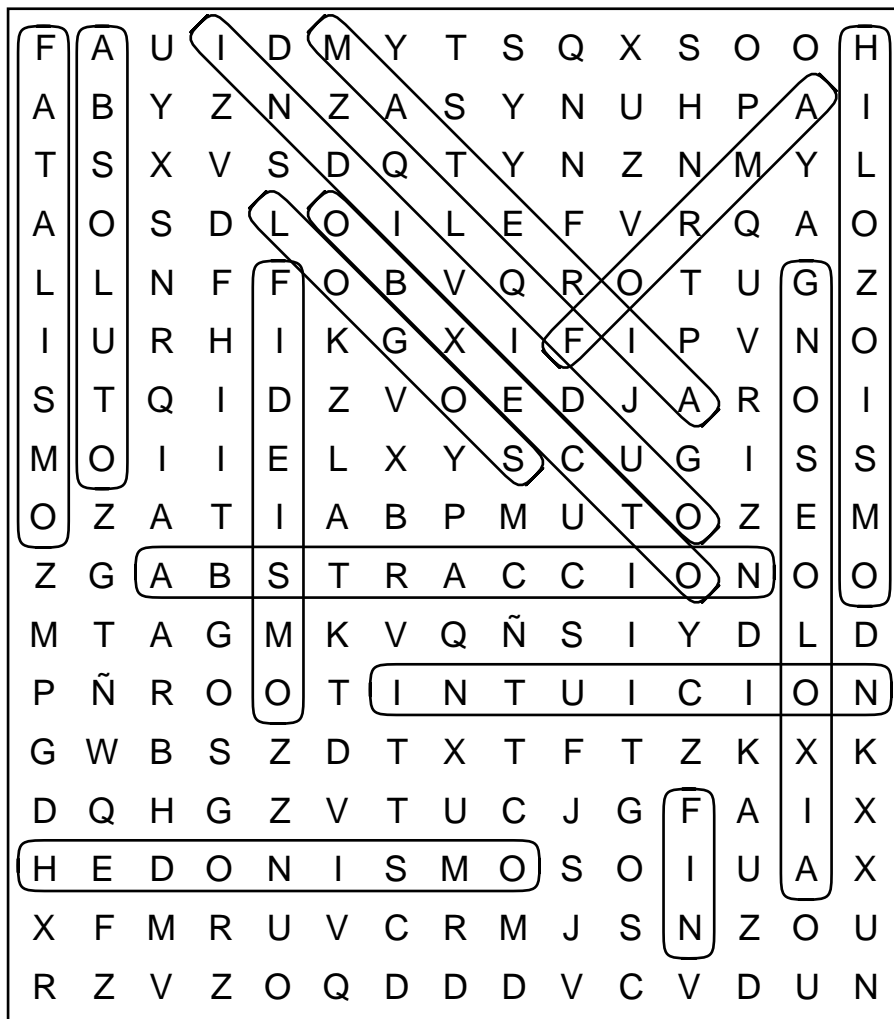 F A U I D M Y T S Q X S O O H
A B Y Z N Z A S Y N U H P A I
T S X V S D Q T Y N Z N M Y L
A O S D L O I L E F V R Q A O
L L N F F O B V Q R O T U G Z
I U R H I K G X I F I P V N O
S T Q I D Z V O E D J A R O I
M O I I E L X Y S C U G I S S
O Z A T I A B P M U T O Z E M
Z G A B S T R A C C I O N O O
M T A G M K V Q Ñ S I Y D L D
P Ñ R O O T I N T U I C I O N
G W B S Z D T X T F T Z K X K
D Q H G Z V T U C J G F A I X
H E D O N I S M O S O I U A X
X F M R U V C R M J S N Z O U
R Z V Z O Q D D D V C V D U N